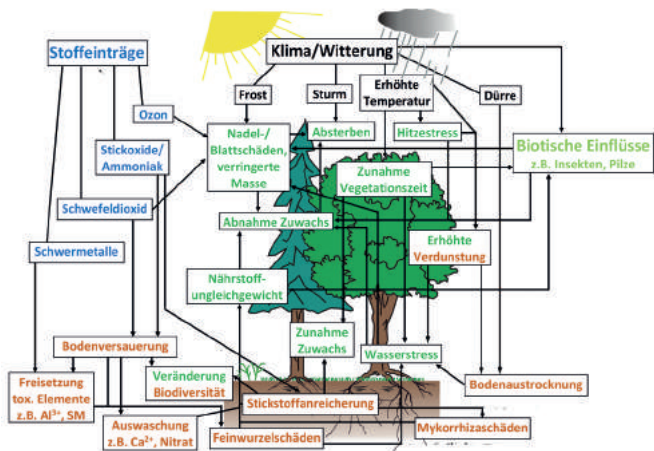 Stoffeinträge
Klima/Witterung
Frost
Sturm
Erhöhte
Temperatur
Dürre
Ozon
Nadel-/
Blattschäden,
verringerte
Masse
Absterben
Hitzestress
Biotische Einflüsse
z.B. Insekten, Pilze
Stickoxide/
Ammoniak
Zunahme
Vegetationszeit
Schwefeldioxid
Abnahme Zuwachs
Schwermetalle
Erhöhte
Verdunstung
Nährstoff-
ungleichgewicht
Zunahme
Zuwachs
Bodenversauerung
Wasserstress
Veränderung
Biodiversität
Bodenaustrocknung
Freisetzung
tox. Elemente
z.B. Al³⁺, SM
Stickstoffanreicherung
Auswaschung
z.B. Ca²⁺, Nitrat
Feinwurzelschäden
Mykorrhizaschäden